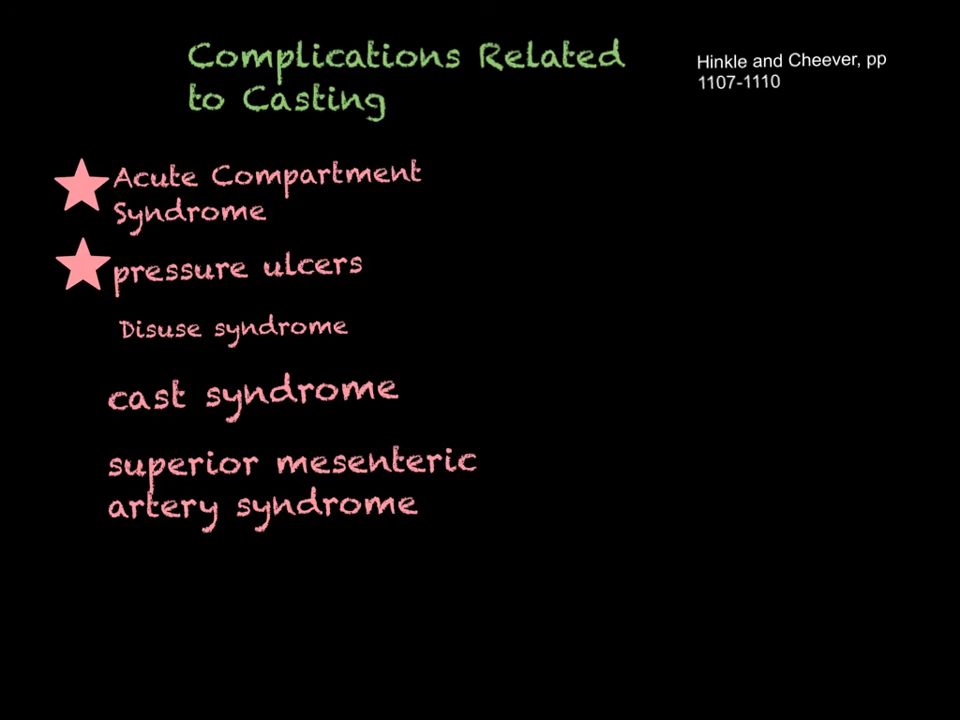 Complications Related
to Casting
Hinkle and Cheever, pp
1107-1110
Acute Compartment
Syndrome
pressure ulcers
Disuse syndrome
cast syndrome
superior mesenteric
artery syndrome